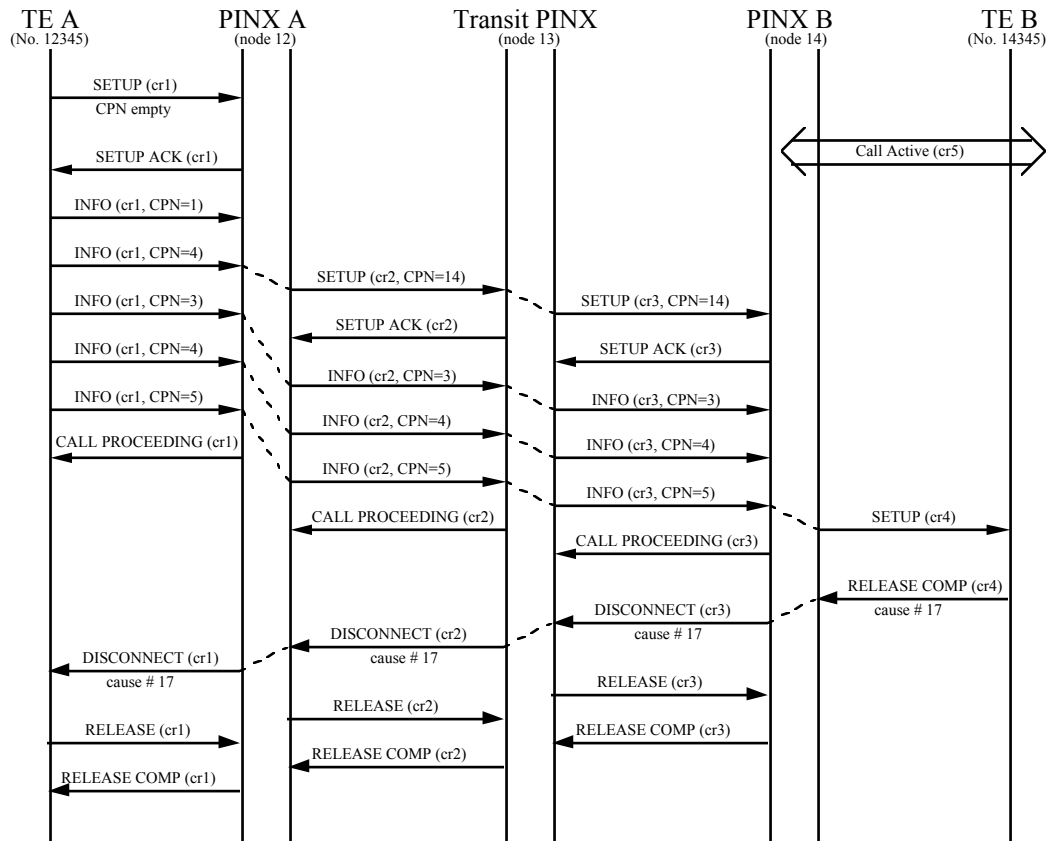 TE A PINX A Transit PINX PINX B TE B
(No. 12345) (node 12) (node 13) (node 14) (No. 14345)
SETUP (cr1)
CPN empty
Call Active (cr5)
SETUP ACK (cr1)
INFO (cr1, CPN=1)
INFO (cr1, CPN=4)
SETUP (cr2, CPN=14)
INFO (cr1, CPN=3) SETUP (cr3, CPN=14)
SETUP ACK (cr2)
INFO (cr1, CPN=4) SETUP ACK (cr3)
INFO (cr2, CPN=3)
INFO (cr1, CPN=5) INFO (cr3, CPN=3)
INFO (cr2, CPN=4)
CALL PROCEEDING (cr1) INFO (cr3, CPN=4)
INFO (cr2, CPN=5)
INFO (cr3, CPN=5)
CALL PROCEEDING (cr2) SETUP (cr4)
CALL PROCEEDING (cr3)
RELEASE COMP (cr4)
cause # 17
DISCONNECT (cr3)
cause # 17
DISCONNECT (cr2)
cause # 17
DISCONNECT (cr1)
cause # 17
RELEASE (cr3)
RELEASE (cr2)
RELEASE (cr1) RELEASE COMP (cr3)
RELEASE COMP (cr2)
RELEASE COMP (cr1)